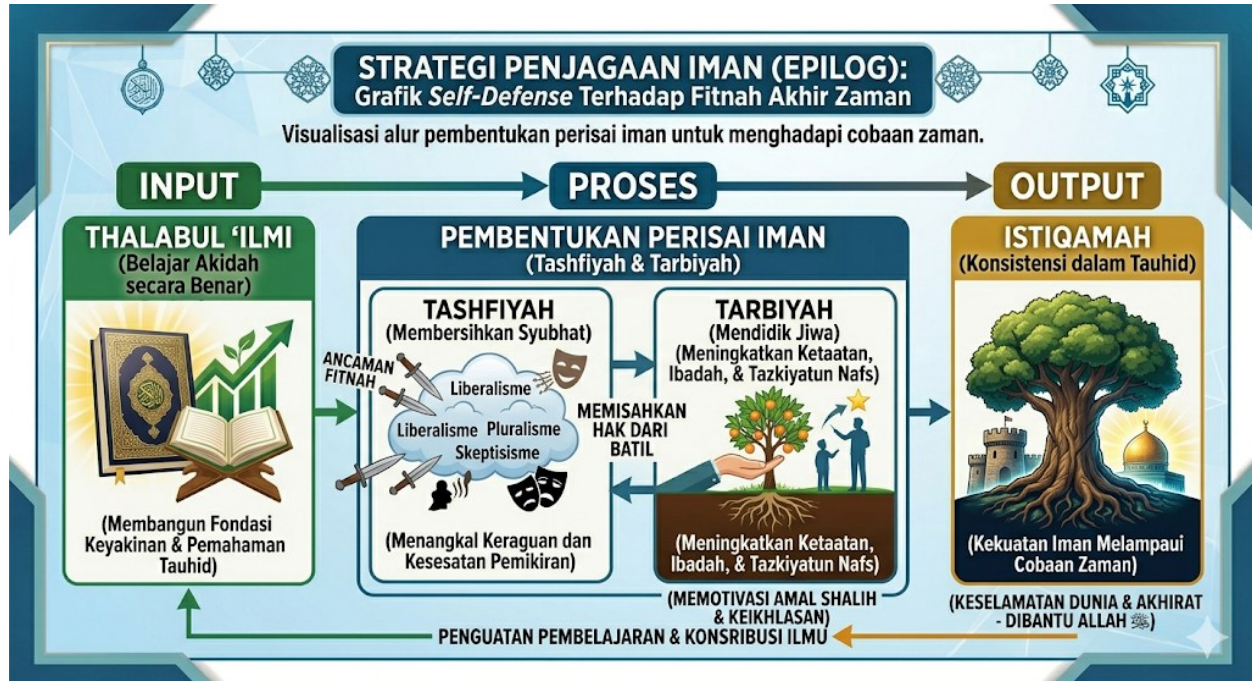 STRATEGI PENJAGAAN IMAN (EPILOG):
Grafik Self-Defense Terhadap Fitnah Akhir Zaman
Visualisasi alur pembentukan perisai iman untuk menghadapi cobaan zaman.
INPUT
PROSES
OUTPUT
THALABUL ‘ILMI
(Belajar Akidah
secara Benar)
(Membangun Fondasi
Keyakinan & Pemahaman
Tauhid)
PEMBENTUKAN PERISAI IMAN
(Tashfiyah & Tarbiyah)
TASHFIYAH
(Membersihkan Syubhat)
ANCAMAN
FITNAH
Liberalisme
Liberalisme Pluralisme
Skeptisisme
(Menangkal Keraguan dan
Kesesatan Pemikiran)
MEMISAHKAN
HAK DARI
BATIL
TARBIYAH
(Mendidik Jiwa)
(Meningkatkan Ketaatan,
Ibadah, & Tazkiyatun Nafs)
(Meningkatkan Ketaatan,
Ibadah, & Tazkiyatun Nafs)
ISTIQAMAH
(Konsistensi dalam Tauhid)
(Kekuatan Iman Melampaui
Cobaan Zaman)
(MEMOTIVASI AMAL SHALIH
& KEIKHLASAN)
(KESELAMATAN DUNIA & AKHIRAT
- DIBANTU ALLAH ﷻ)
PENGUATAN PEMBELAJARAN & KONSRIBUSI ILMU